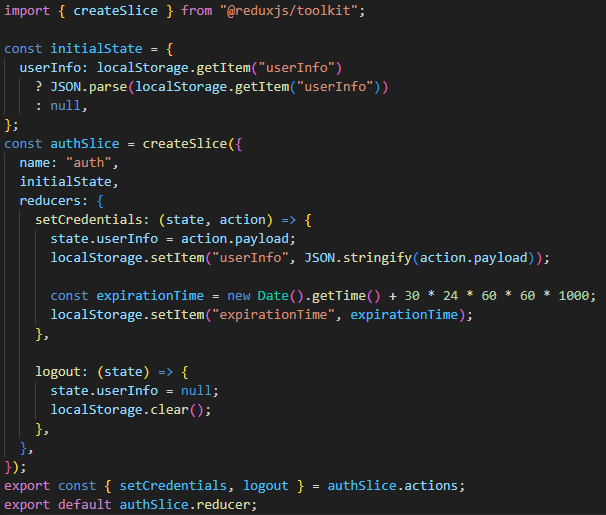 import { createSlice } from "@reduxjs/toolkit";

const initialState = {
  userInfo: localStorage.getItem("userInfo")
    ? JSON.parse(localStorage.getItem("userInfo"))
    : null,
};
const authSlice = createSlice({
  name: "auth",
  initialState,
  reducers: {
    setCredentials: (state, action) => {
      state.userInfo = action.payload;
      localStorage.setItem("userInfo", JSON.stringify(action.payload));

      const expirationTime = new Date().getTime() + 30 * 24 * 60 * 60 * 1000;
      localStorage.setItem("expirationTime", expirationTime);
    },

    logout: (state) => {
      state.userInfo = null;
      localStorage.clear();
    },
  },
});
export const { setCredentials, logout } = authSlice.actions;
export default authSlice.reducer;